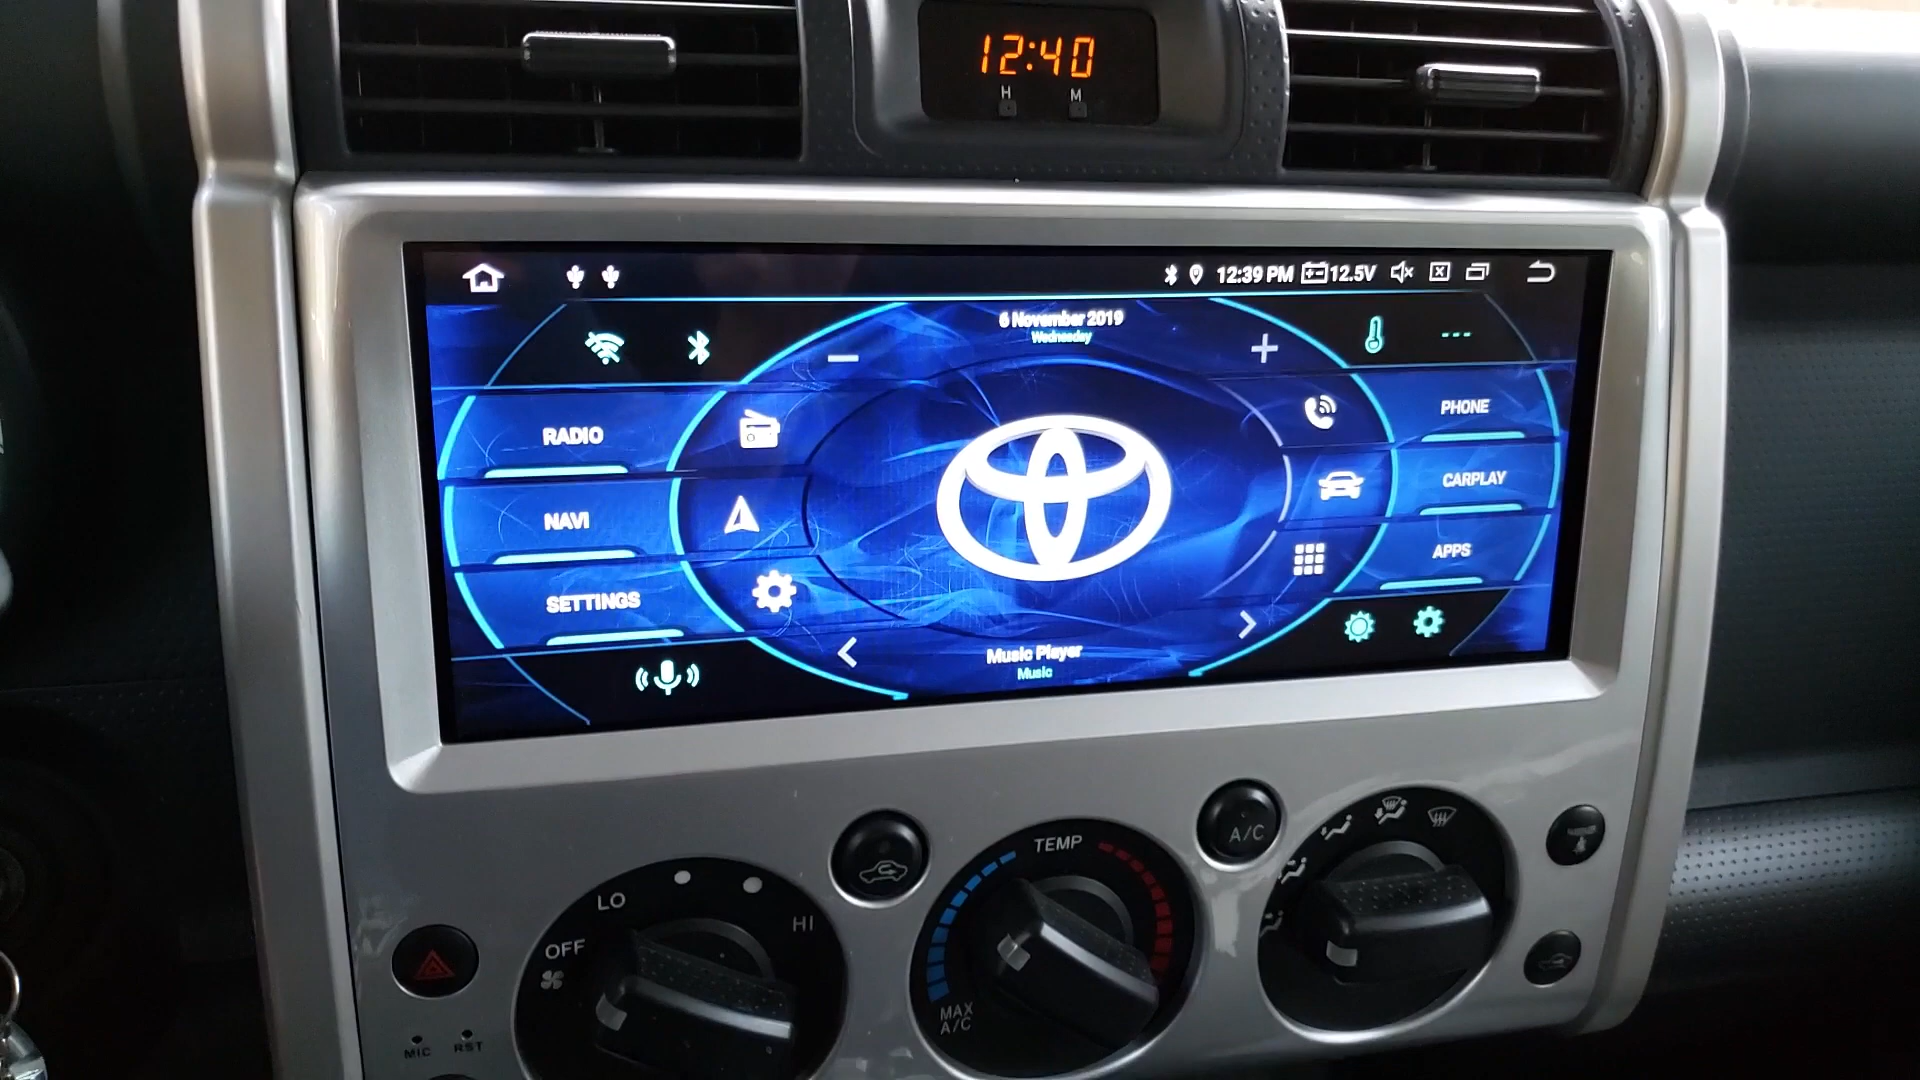 12:40
H M
12:39 PM 12.5V
6 November 2019
Wednesday
RADIO
NAVI
SETTINGS
PHONE
CARPLAY
APPS
Music Player
Music
OFF
LO
HI
TEMP
MAX
A/C
A/C
MIC
RST